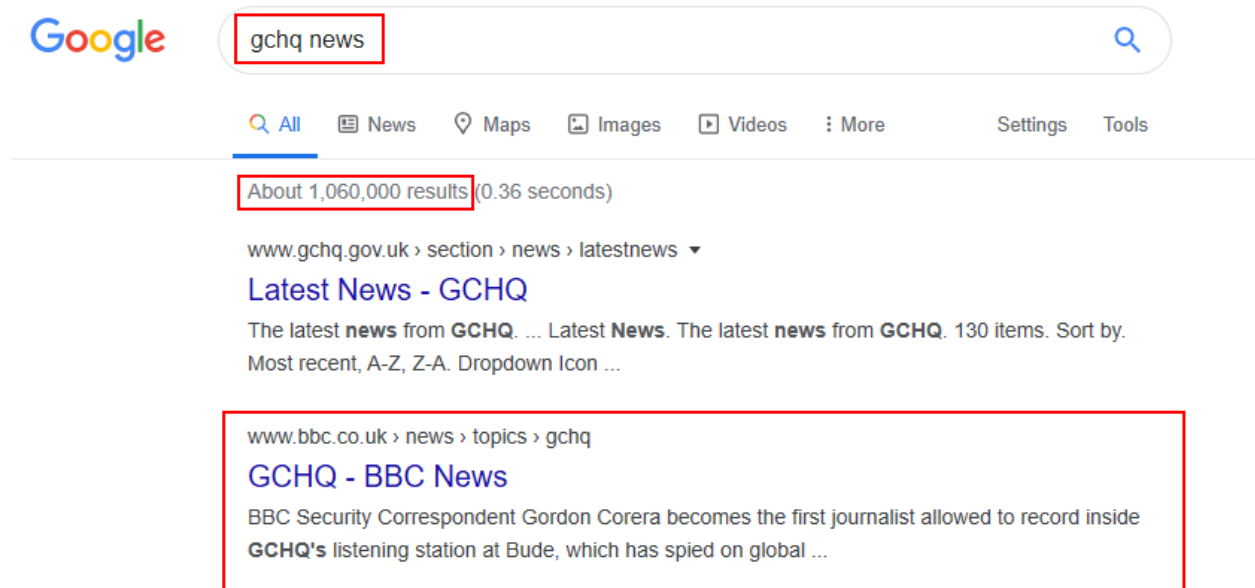 Google
gchq news
All News Maps Images Videos More Settings Tools
About 1,060,000 results (0.36 seconds)
www.gchq.gov.uk › section › news › latestnews
Latest News - GCHQ
The latest news from GCHQ. ... Latest News. The latest news from GCHQ. 130 items. Sort by.
Most recent, A-Z, Z-A. Dropdown Icon ...
www.bbc.co.uk › news › topics › gchq
GCHQ - BBC News
BBC Security Correspondent Gordon Corera becomes the first journalist allowed to record inside
GCHQ's listening station at Bude, which has spied on global ...